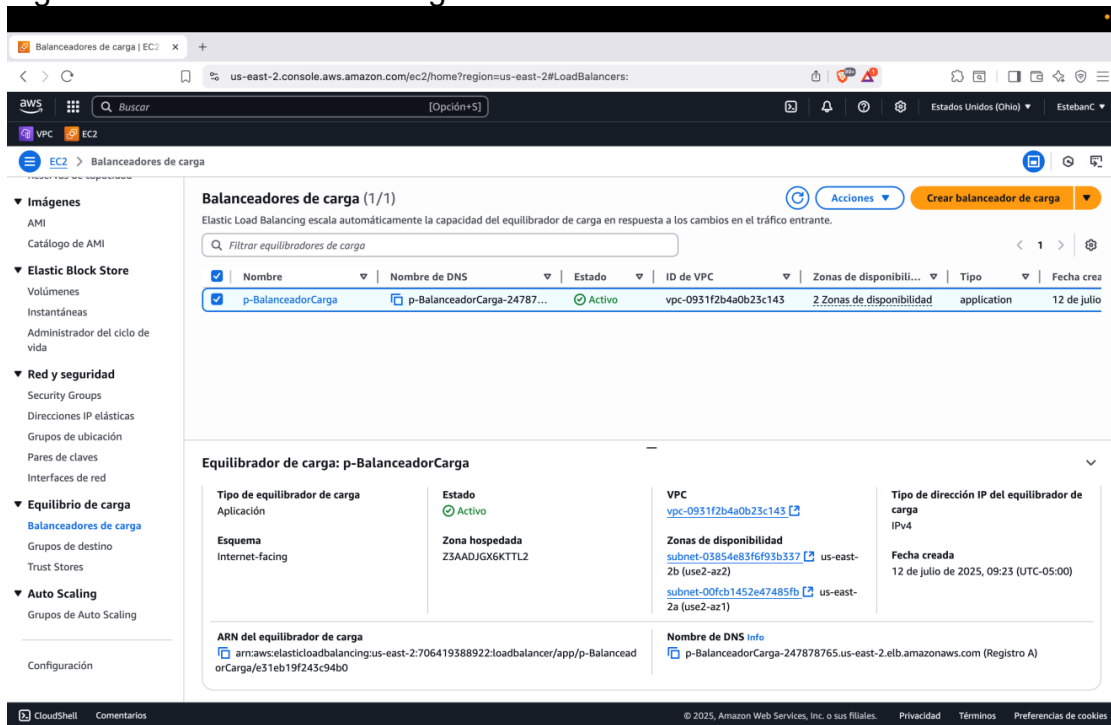 Balanceadores de carga | EC2
us-east-2.console.aws.amazon.com/ec2/home?region=us-east-2#LoadBalancers:
aws
Buscar
[Opción+S]
Estados Unidos (Ohio)
EstebanC
VPC
EC2
EC2 > Balanceadores de carga
Imágenes
AMI
Catálogo de AMI
Elastic Block Store
Volúmenes
Instantáneas
Administrador del ciclo de
vida
Red y seguridad
Security Groups
Direcciones IP elásticas
Grupos de ubicación
Pares de claves
Interfaces de red
Equilibrio de carga
Balanceadores de carga
Grupos de destino
Trust Stores
Auto Scaling
Grupos de Auto Scaling
Configuración
Balanceadores de carga (1/1)
Acciones
Crear balanceador de carga
Elastic Load Balancing escala automáticamente la capacidad del equilibrador de carga en respuesta a los cambios en el tráfico entrante.
Filtrar equilibradores de carga
1
Nombre
Nombre de DNS
Estado
ID de VPC
Zonas de disponibili...
Tipo
Fecha crea
p-BalanceadorCarga
p-BalanceadorCarga-24787...
Activo
vpc-0931f2b4a0b23c143
2 Zonas de disponibilidad
application
12 de julio
Equilibrador de carga: p-BalanceadorCarga
Tipo de equilibrador de carga
Aplicación
Estado
Activo
VPC
vpc-0931f2b4a0b23c143
Tipo de dirección IP del equilibrador de
carga
IPv4
Esquema
Internet-facing
Zona hospedada
Z3AADJGX6KTTL2
Zonas de disponibilidad
subnet-03854e83f6f93b337 us-east-
2b (use2-az2)
subnet-00fcb1452e47485fb us-east-
2a (use2-az1)
Fecha creada
12 de julio de 2025, 09:23 (UTC-05:00)
ARN del equilibrador de carga
arn:aws:elasticloadbalancing:us-east-2:706419388922:loadbalancer/app/p-Balancead
orCarga/e31eb19f243c94b0
Nombre de DNS Info
p-BalanceadorCarga-247878765.us-east-2.elb.amazonaws.com (Registro A)
CloudShell
Comentarios
© 2025, Amazon Web Services, Inc. o sus filiales.
Privacidad
Términos
Preferencias de cookies